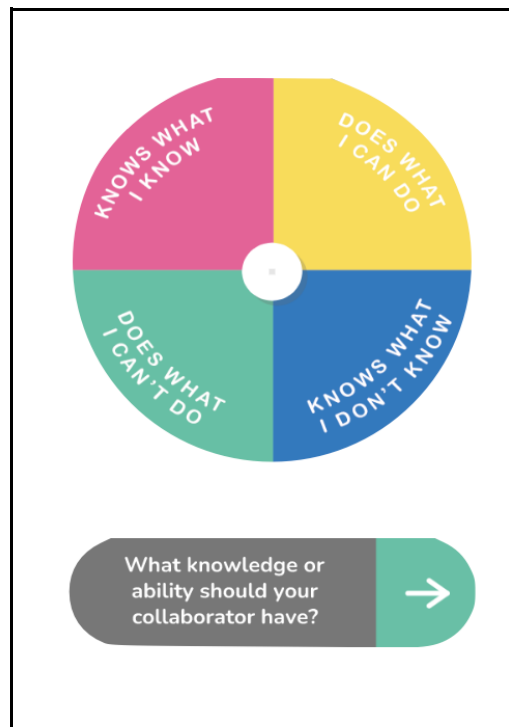 KNOWS WHAT
I KNOW
DOES WHAT
I CAN DO
DOES WHAT
I CAN'T DO
KNOWS WHAT
I DON'T KNOW
What knowledge or
ability should your
collaborator have?